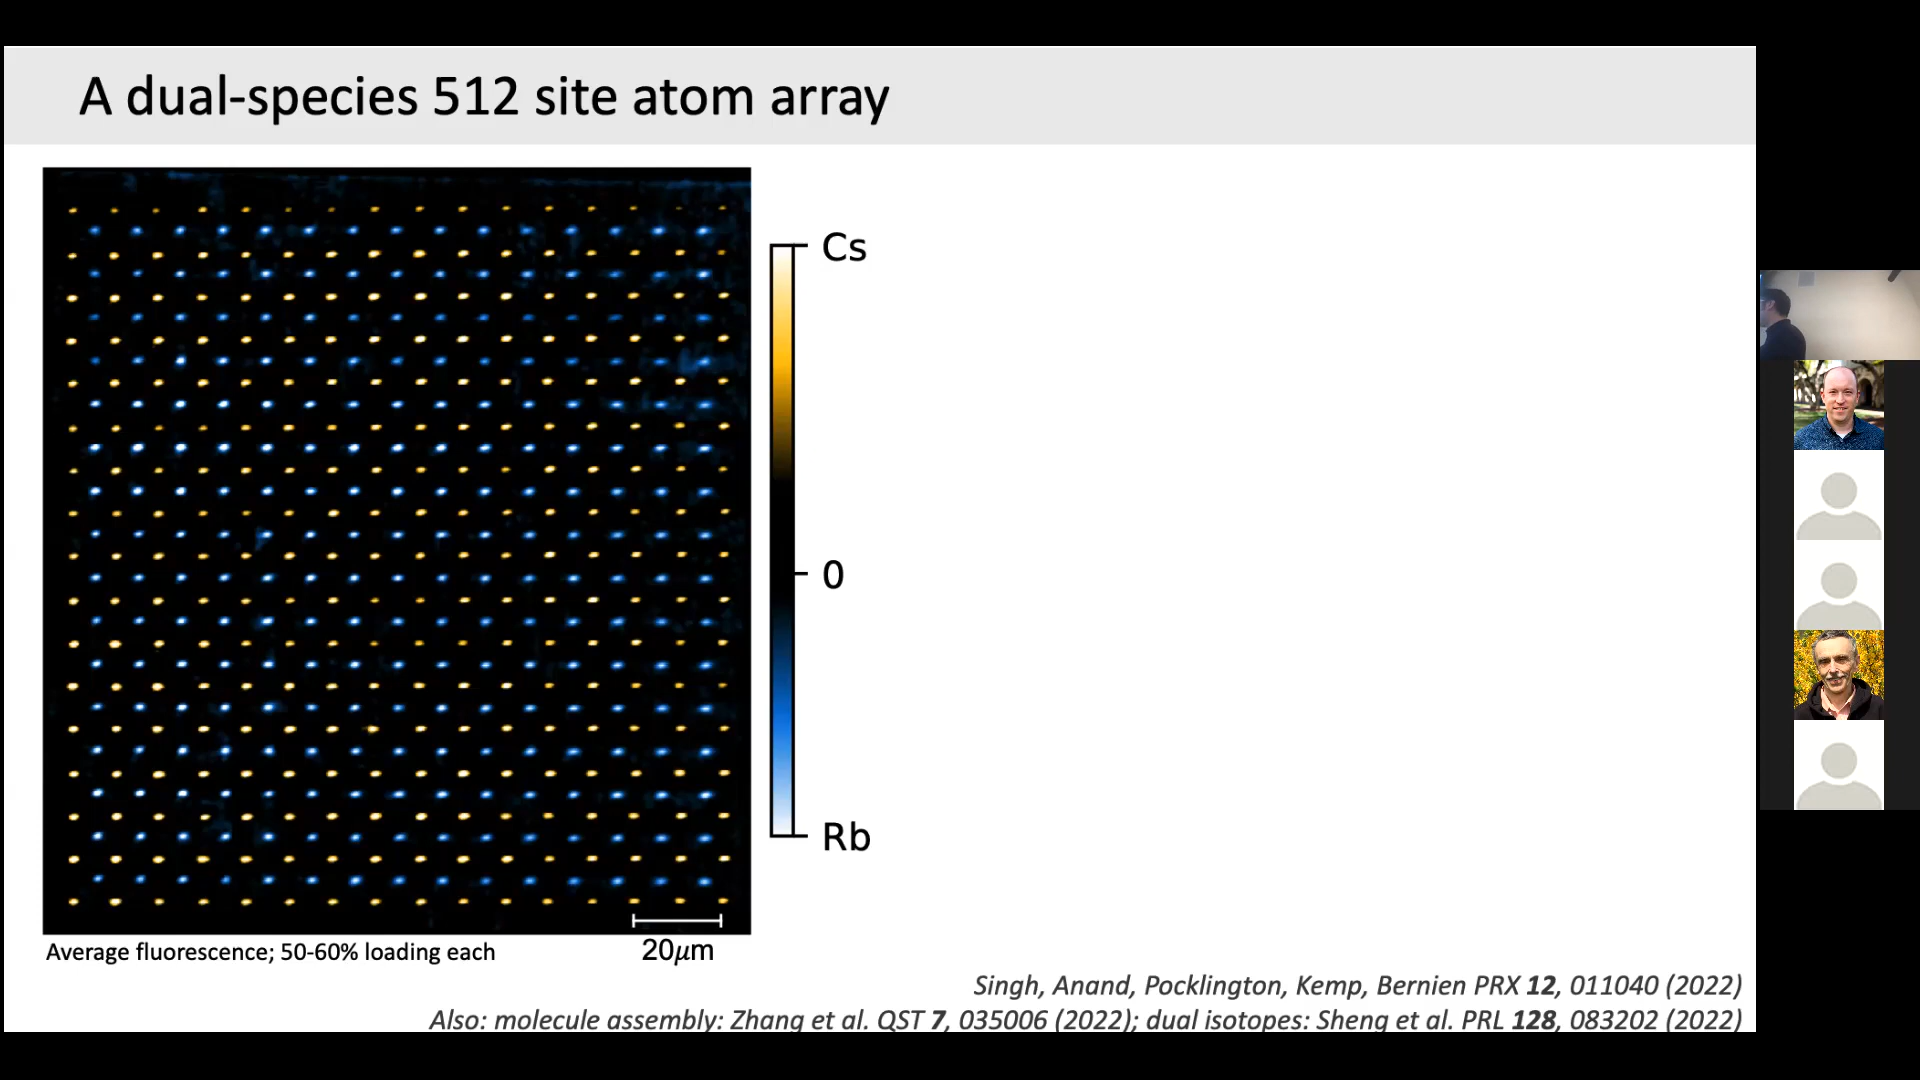 A dual-species 512 site atom array
Cs
0
Rb
Average fluorescence; 50-60% loading each
20μm
Singh, Anand, Pocklington, Kemp, Bernien PRX 12, 011040 (2022)
Also: molecule assembly: Zhang et al. QST 7, 035006 (2022); dual isotopes: Sheng et al. PRL 128, 083202 (2022)